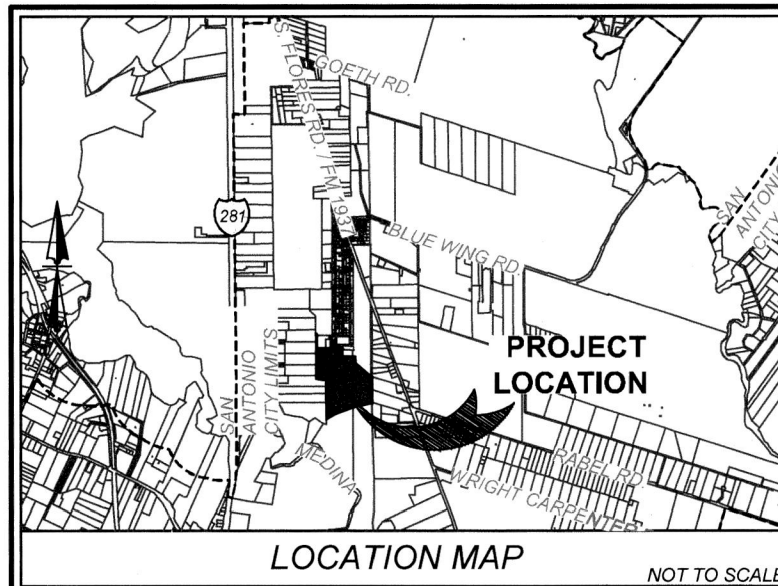 GOETH RD.
S. FLORES RD. / FM 1937
281
BLUE WING RD.
SAN
ANTONIO
CITY
SAN
ANTONIO
CITY LIMITS
PROJECT
LOCATION
MEDINA
RABEL RD.
WRIGHT CARPENTER
LOCATION MAP
NOT TO SCALE